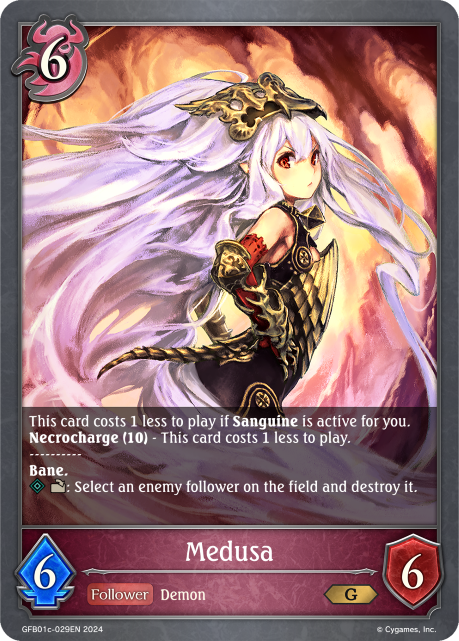 6
This card costs 1 less to play if Sanguine is active for you.
Necrocharge (10) - This card costs 1 less to play.
----------
Bane.
: Select an enemy follower on the field and destroy it.
Medusa
6
Follower Demon
G
6
GFB01c-029EN 2024
© Cygames, Inc.